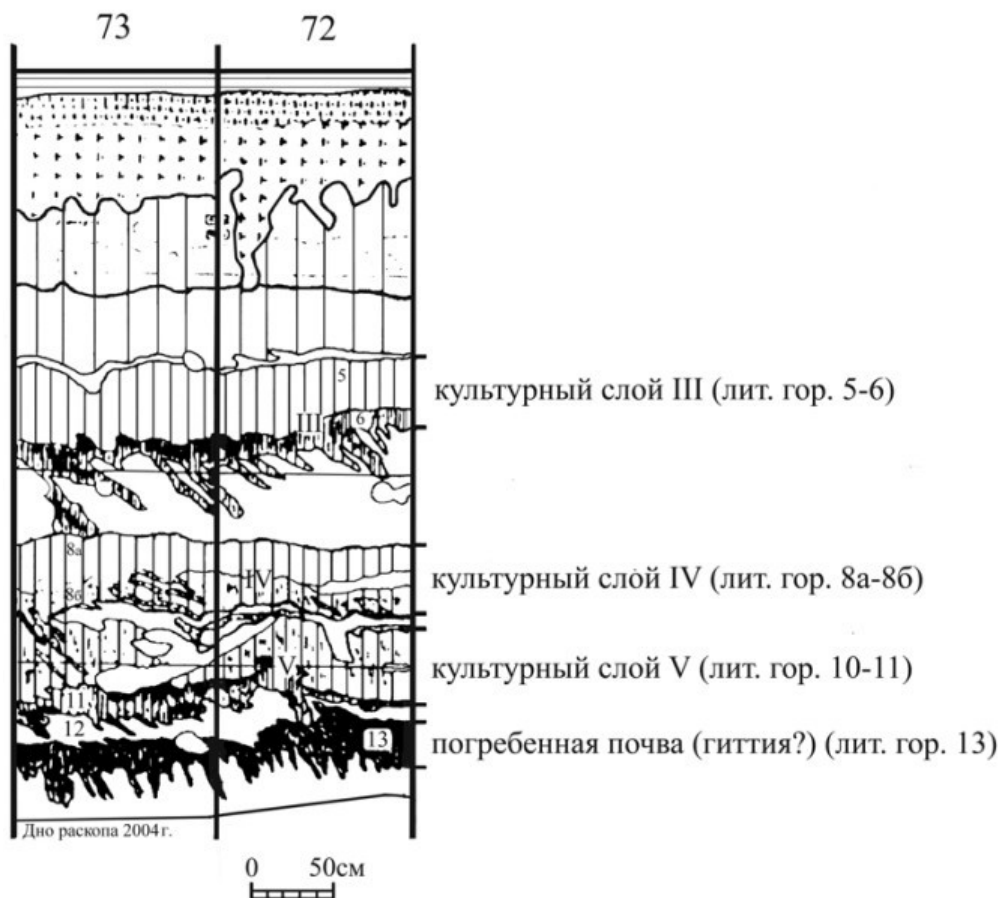 73 72
5
культурный слой III (лит. гор. 5-6)
III 6
8а
IV
культурный слой IV (лит. гор. 8а-8б)
8б
V
культурный слой V (лит. гор. 10-11)
11
12
13
погребенная почва (гиттия?) (лит. гор. 13)
Дно раскопа 2004 г.
0 50см